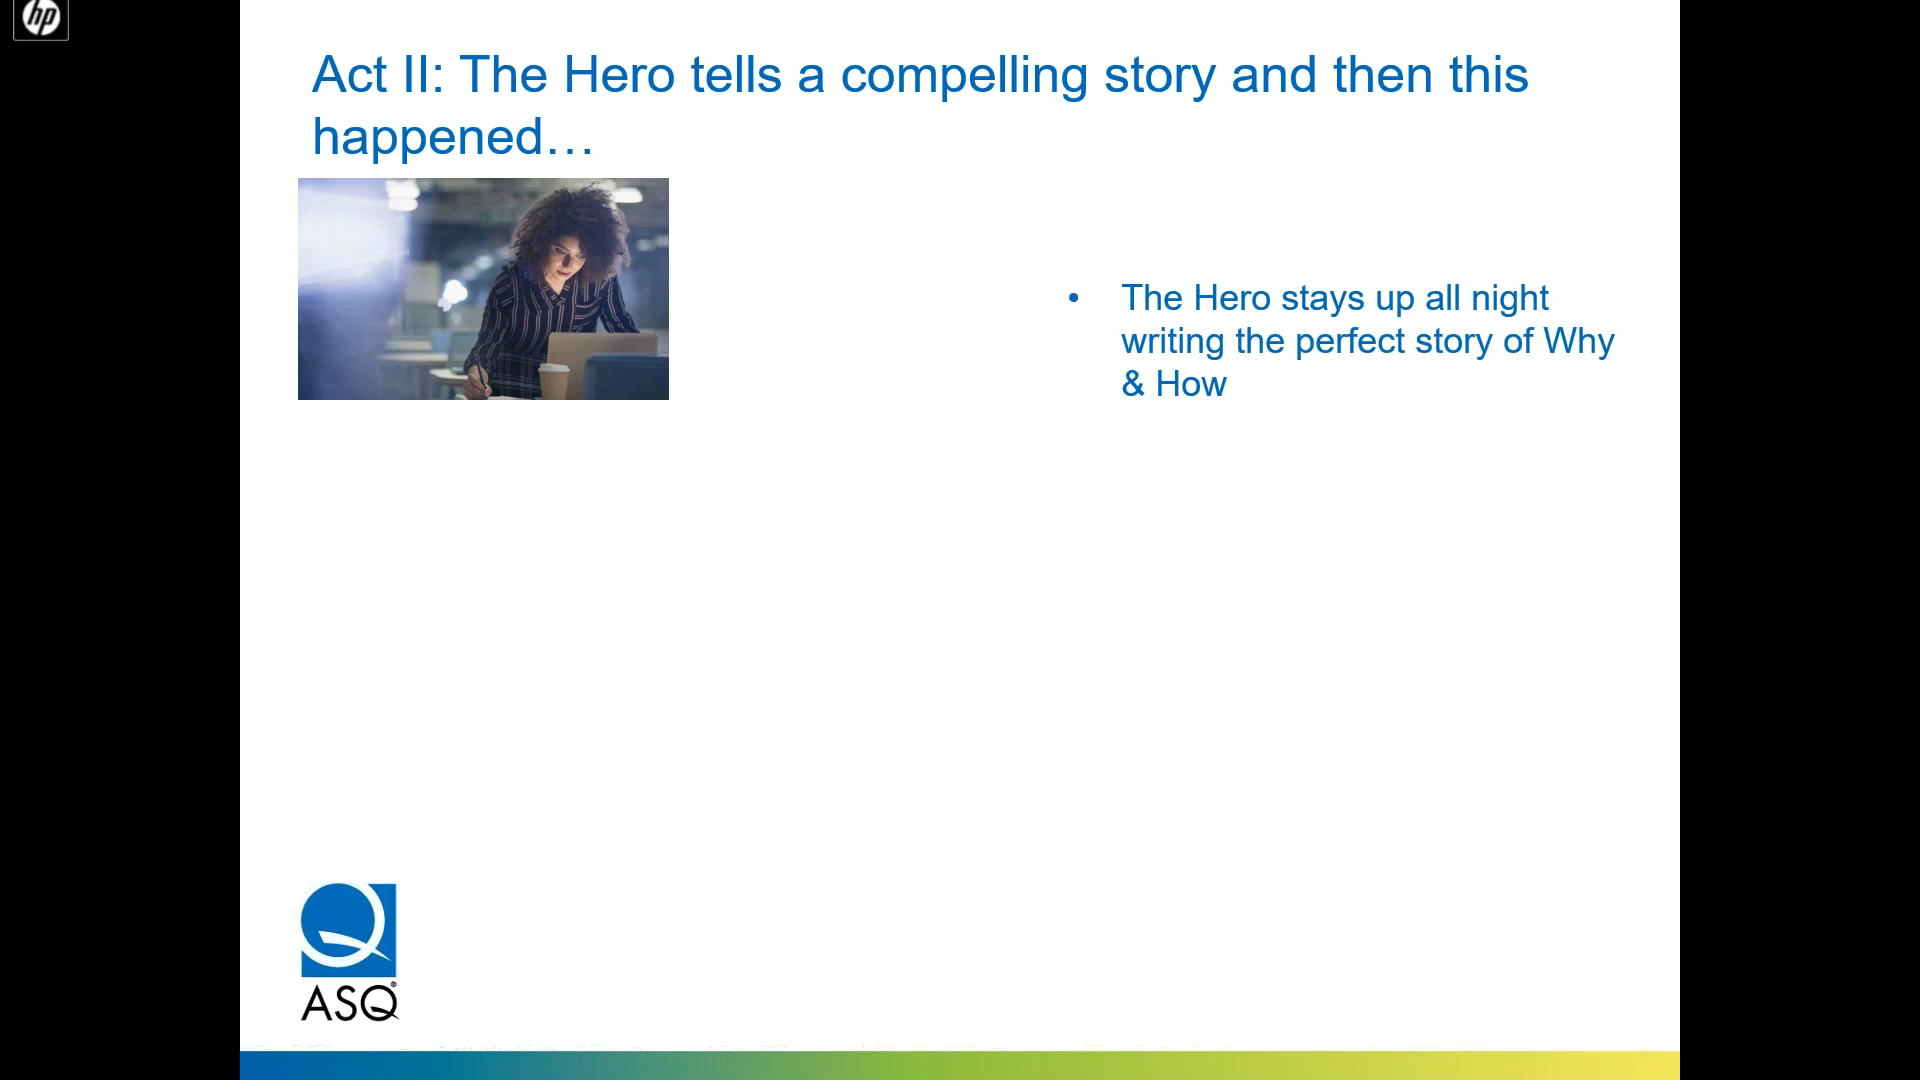 hp
Act II: The Hero tells a compelling story and then this
happened…
• The Hero stays up all night
writing the perfect story of Why
& How
ASQ®